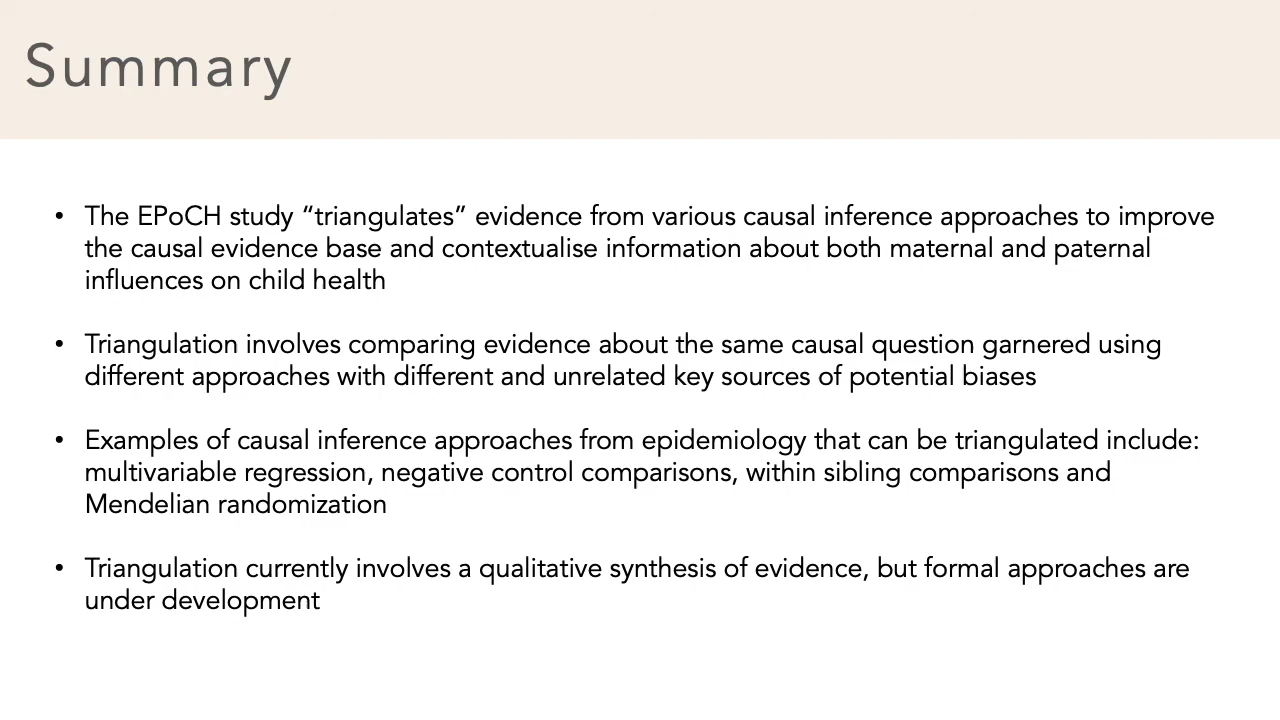 Summary
• The EPoCH study “triangulates” evidence from various causal inference approaches to improve
the causal evidence base and contextualise information about both maternal and paternal
influences on child health
• Triangulation involves comparing evidence about the same causal question garnered using
different approaches with different and unrelated key sources of potential biases
• Examples of causal inference approaches from epidemiology that can be triangulated include:
multivariable regression, negative control comparisons, within sibling comparisons and
Mendelian randomization
• Triangulation currently involves a qualitative synthesis of evidence, but formal approaches are
under development